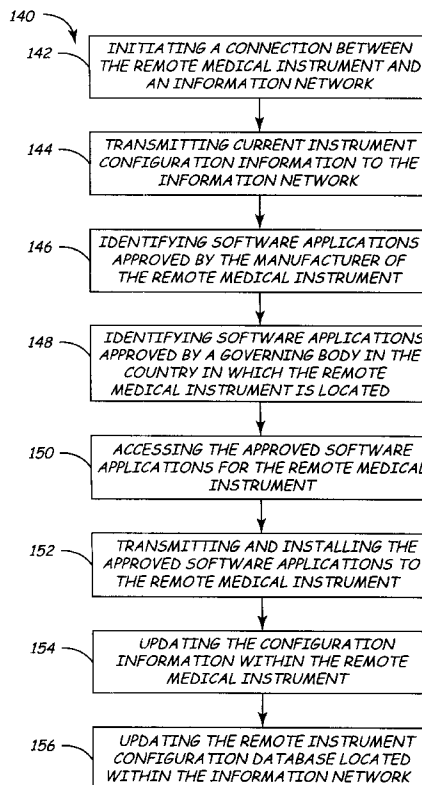 140
142
INITIATING A CONNECTION BETWEEN
THE REMOTE MEDICAL INSTRUMENT AND
AN INFORMATION NETWORK
144
TRANSMITTING CURRENT INSTRUMENT
CONFIGURATION INFORMATION TO THE
INFORMATION NETWORK
146
IDENTIFYING SOFTWARE APPLICATIONS
APPROVED BY THE MANUFACTURER OF
THE REMOTE MEDICAL INSTRUMENT
148
IDENTIFYING SOFTWARE APPLICATIONS
APPROVED BY A GOVERNING BODY IN THE
COUNTRY IN WHICH THE REMOTE
MEDICAL INSTRUMENT IS LOCATED
150
ACCESSING THE APPROVED SOFTWARE
APPLICATIONS FOR THE REMOTE MEDICAL
INSTRUMENT
152
TRANSMITTING AND INSTALLING THE
APPROVED SOFTWARE APPLICATIONS TO
THE REMOTE MEDICAL INSTRUMENT
154
UPDATING THE CONFIGURATION
INFORMATION WITHIN THE REMOTE
MEDICAL INSTRUMENT
156
UPDATING THE REMOTE INSTRUMENT
CONFIGURATION DATABASE LOCATED
WITHIN THE INFORMATION NETWORK